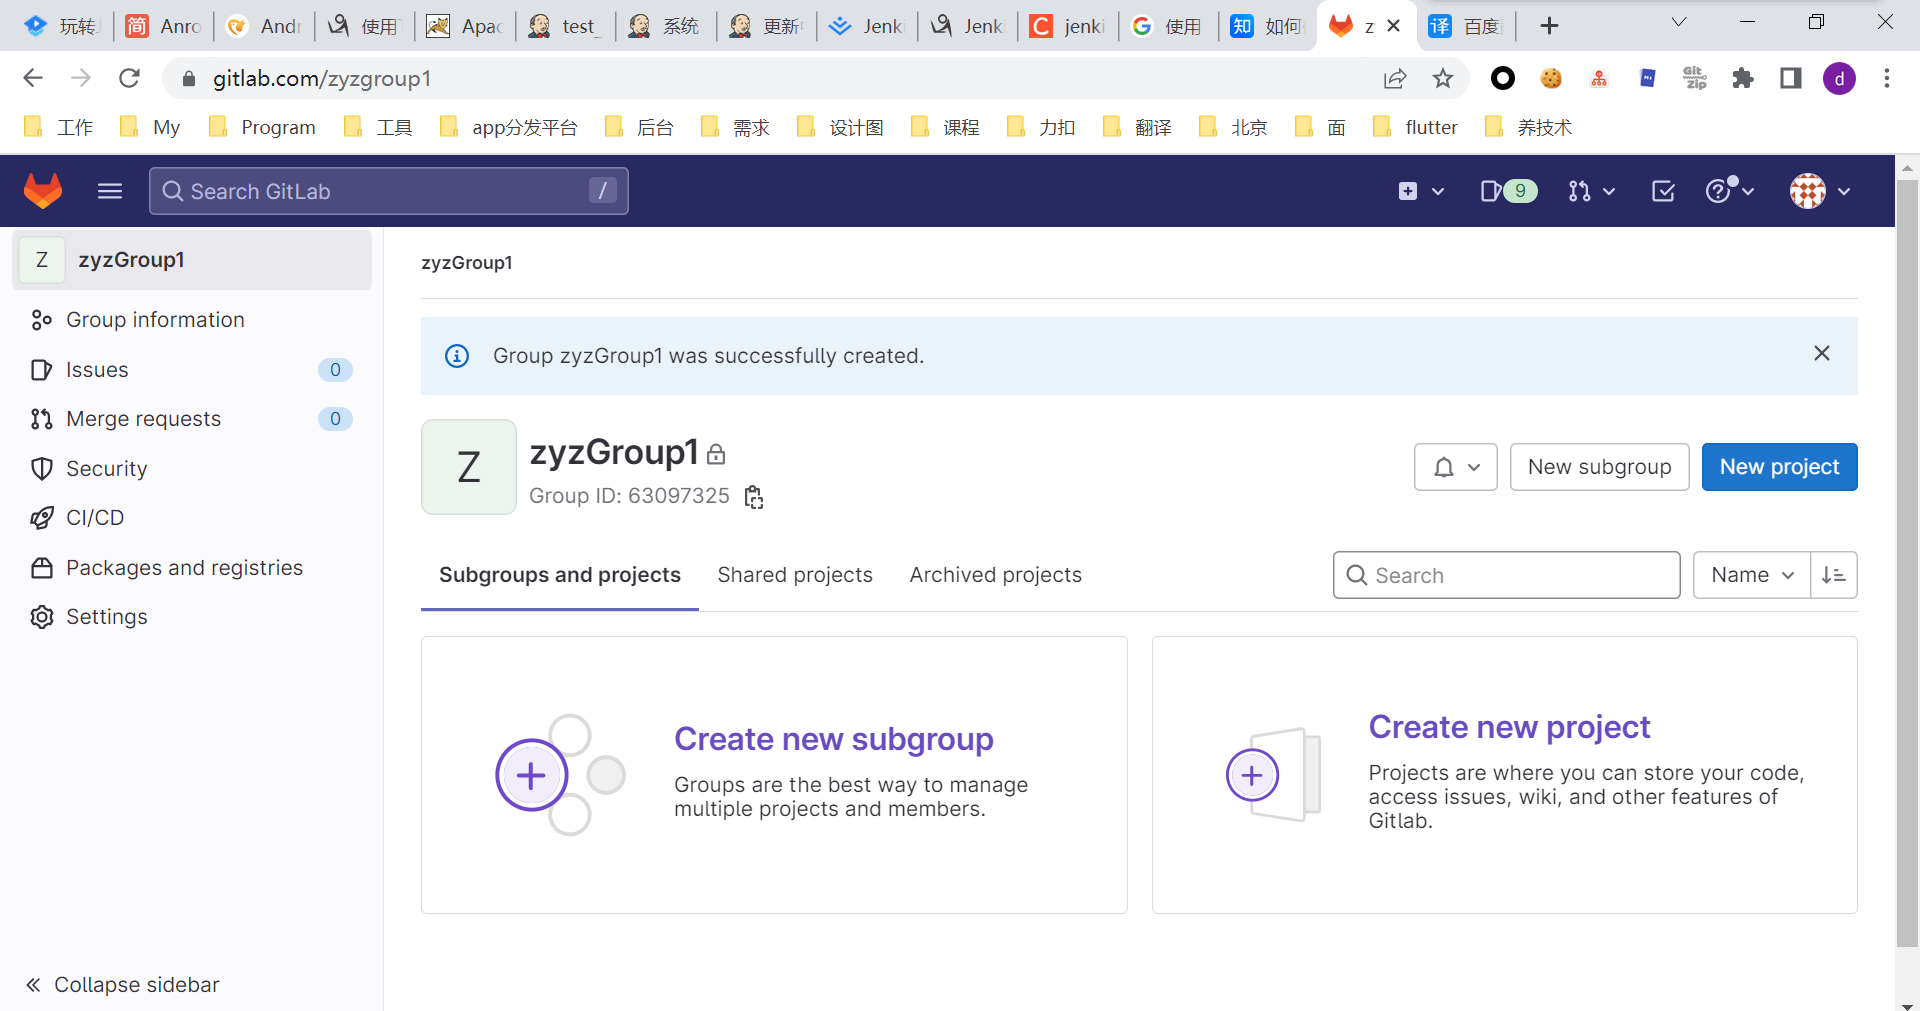 玩转 Anro Andr 使用 Apac test_ 系统 更新 Jenki Jenki jenki 使用 如何 z 百度
gitlab.com/zyzgroup1 d
工作 My Program 工具 app分发平台 后台 需求 设计图 课程 力扣 翻译 北京 面 flutter 养技术
Search GitLab / 9
Z zyzGroup1
zyzGroup1
Group information
Issues 0
Merge requests 0
Security
CI/CD
Packages and registries
Settings
Collapse sidebar
Group zyzGroup1 was successfully created.
Z
zyzGroup1
Group ID: 63097325
New subgroup
New project
Subgroups and projects Shared projects Archived projects
Search
Name
Create new subgroup
Groups are the best way to manage
multiple projects and members.
Create new project
Projects are where you can store your code,
access issues, wiki, and other features of
Gitlab.